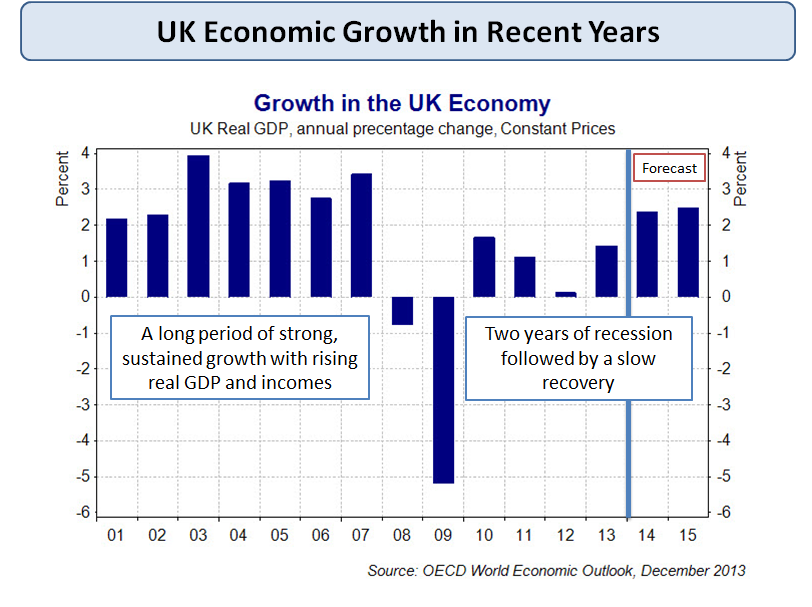 UK Economic Growth in Recent Years
Growth in the UK Economy
UK Real GDP, annual precentage change, Constant Prices
Percent
Percent
4
3
2
1
0
-1
-2
-3
-4
-5
-6
4
3
2
1
0
-1
-2
-3
-4
-5
-6
Forecast
A long period of strong,
sustained growth with rising
real GDP and incomes
Two years of recession
followed by a slow
recovery
01 02 03 04 05 06 07 08 09 10 11 12 13 14 15
Source: OECD World Economic Outlook, December 2013